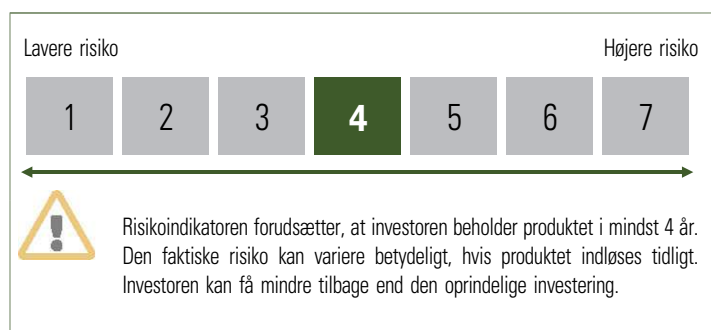 Lavere risiko Højere risiko
1 2 3 4 5 6 7
Risikoindikatoren forudsætter, at investoren beholder produktet i mindst 4 år.
Den faktiske risiko kan variere betydeligt, hvis produktet indløses tidligt.
Investoren kan få mindre tilbage end den oprindelige investering.